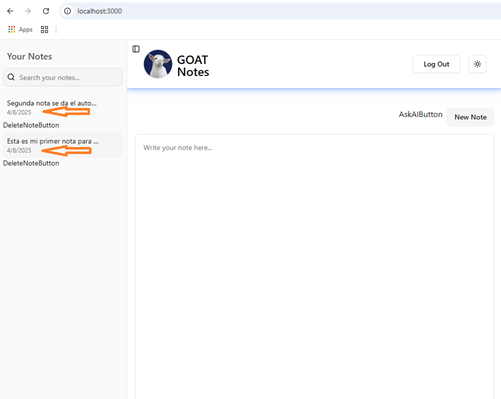 localhost:3000
Apps
Your Notes
Search your notes...
Segunda nota se da el auto...
4/8/2025
DeleteNoteButton
Esta es mi primer nota para ...
4/8/2025
DeleteNoteButton
GOAT
Notes
Log Out
AskAIButton
New Note
Write your note here...